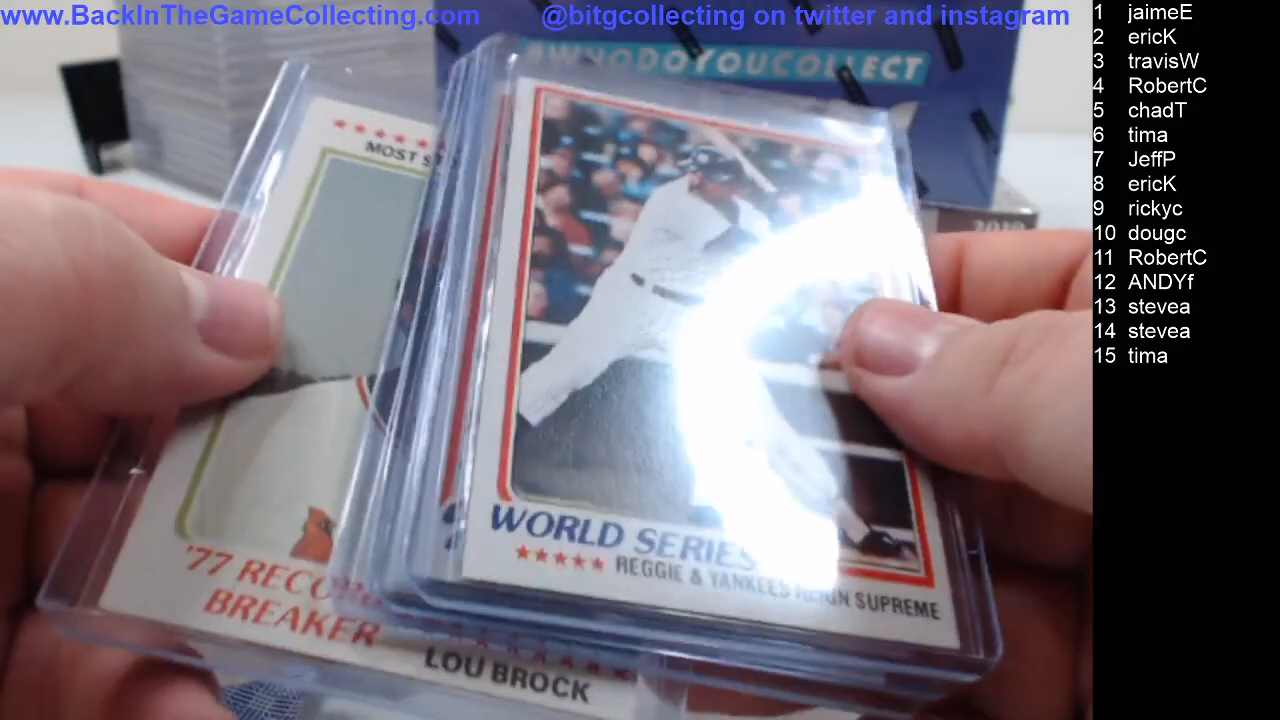 www.BackInTheGameCollecting.com @bitgcollecting on twitter and instagram
#WHODOYOUCOLLECT
MOST
'77 RECORD
BREAKER
LOU BROCK
WORLD SERIES
REGGIE & YANKEES REIGN SUPREME
2019
1 jaimeE
2 ericK
3 travisW
4 RobertC
5 chadT
6 tima
7 JeffP
8 ericK
9 rickyc
10 dougc
11 RobertC
12 ANDYf
13 stevea
14 stevea
15 tima